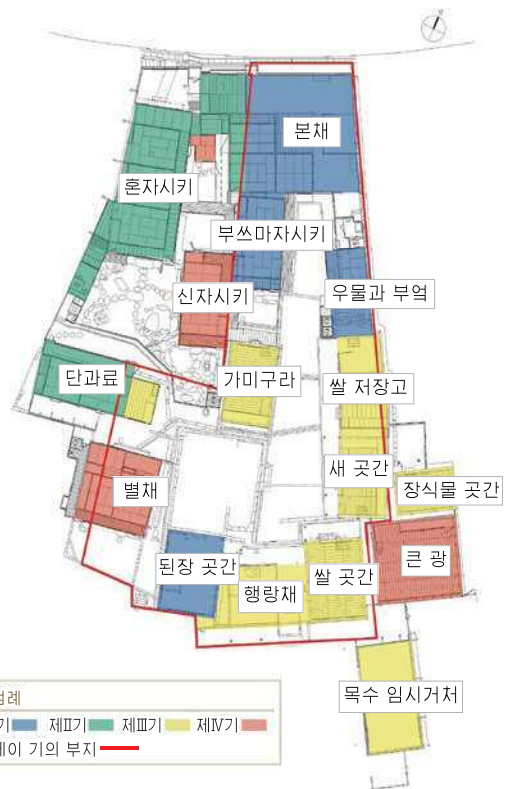 본채
혼자시키
부쓰마자시키
신자시키
우물과 부엌
단과료
가미구라
쌀 저장고
별채
새 곳간
장식물 곳간
된장 곳간
쌀 곳간
큰 광
행랑채
목수 임시거처
제II기 제III기 제IV기
기의 부지